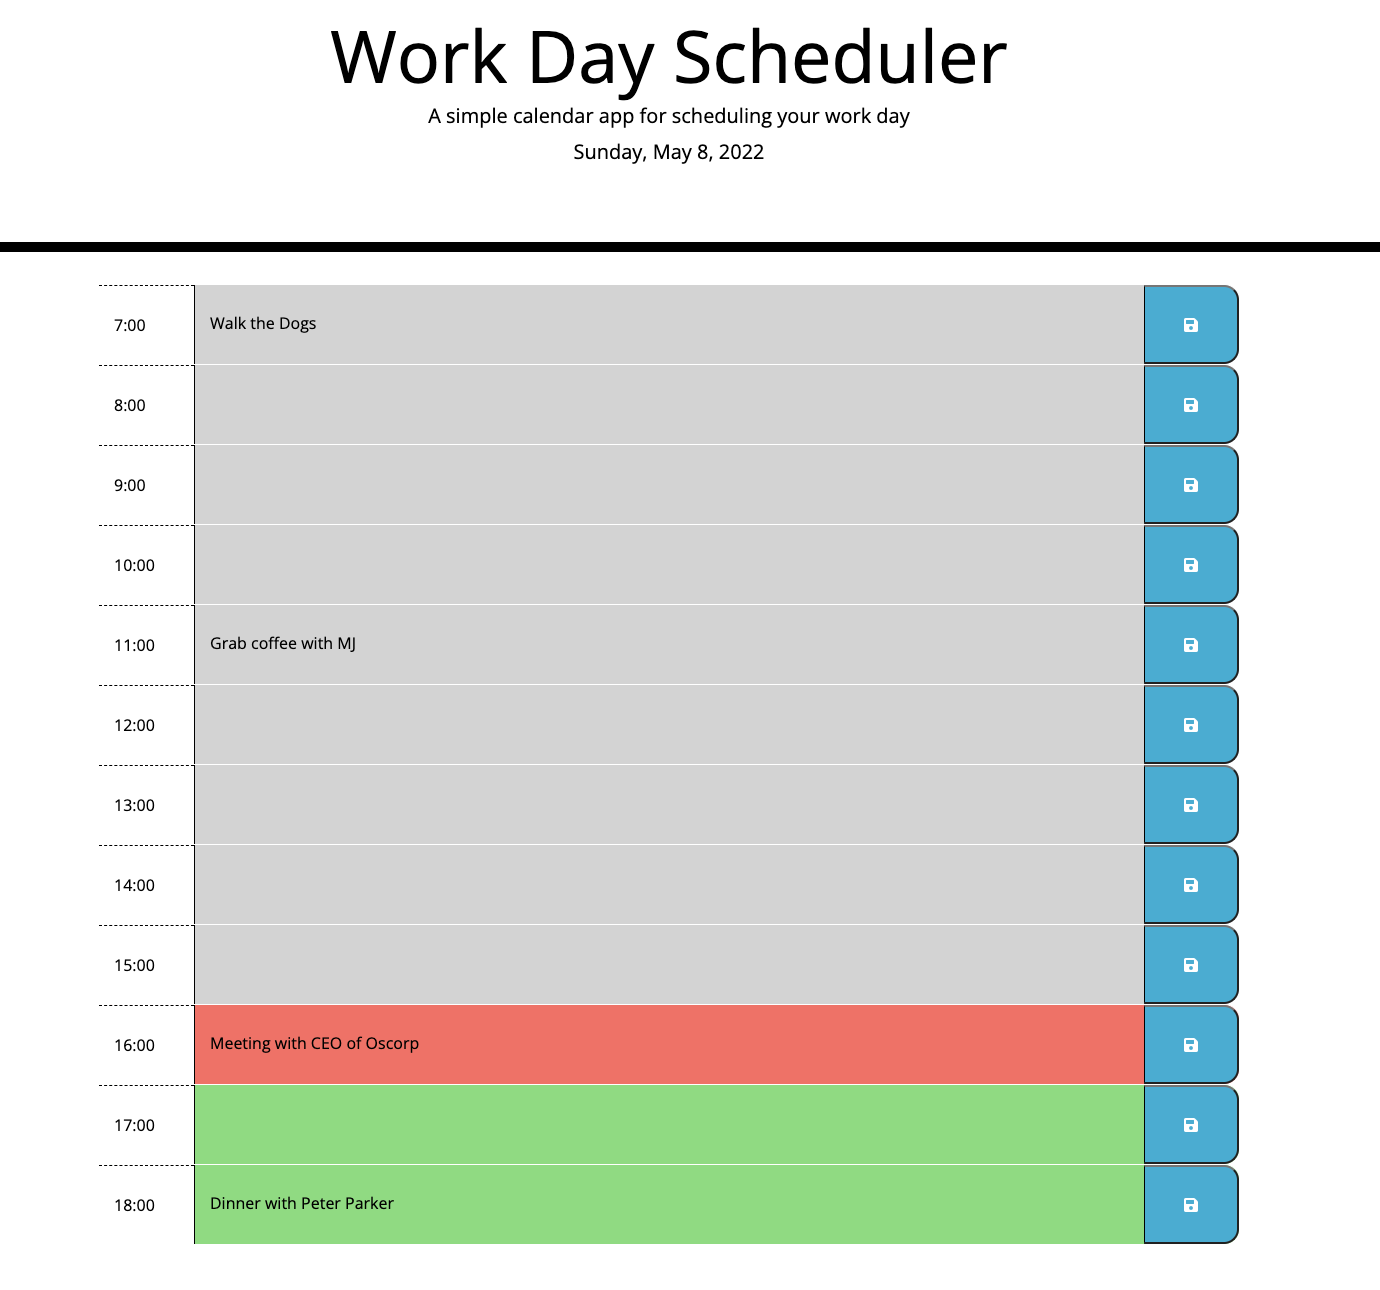 Work Day Scheduler
A simple calendar app for scheduling your work day
Sunday, May 8, 2022
7:00 Walk the Dogs
8:00
9:00
10:00
11:00 Grab coffee with MJ
12:00
13:00
14:00
15:00
16:00 Meeting with CEO of Oscorp
17:00
18:00 Dinner with Peter Parker